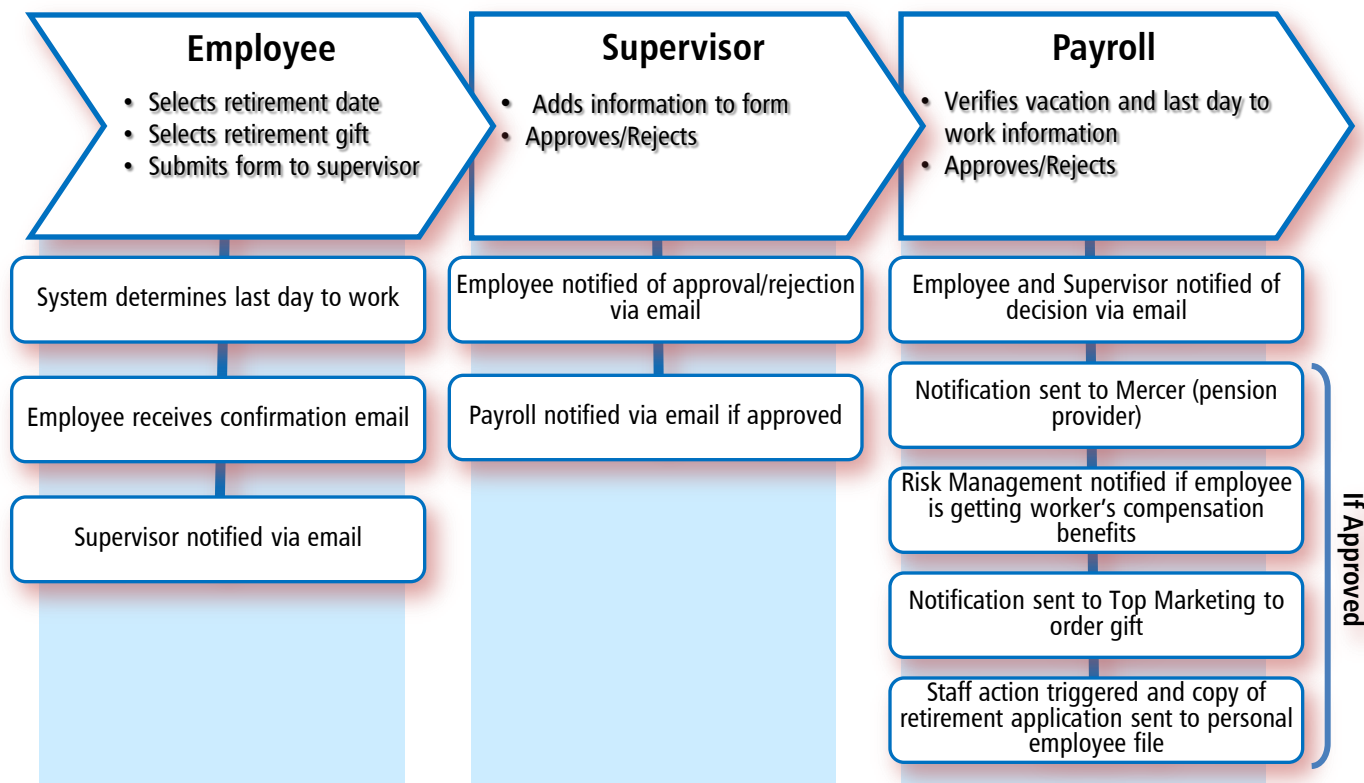 Employee
• Selects retirement date
• Selects retirement gift
• Submits form to supervisor
System determines last day to work
Employee receives confirmation email
Supervisor notified via email
Supervisor
• Adds information to form
• Approves/Rejects
Employee notified of approval/rejection
via email
Payroll notified via email if approved
Payroll
• Verifies vacation and last day to
work information
• Approves/Rejects
Employee and Supervisor notified of
decision via email
Notification sent to Mercer (pension
provider)
Risk Management notified if employee
is getting worker’s compensation
benefits
Notification sent to Top Marketing to
order gift
Staff action triggered and copy of
retirement application sent to personal
employee file
If Approved